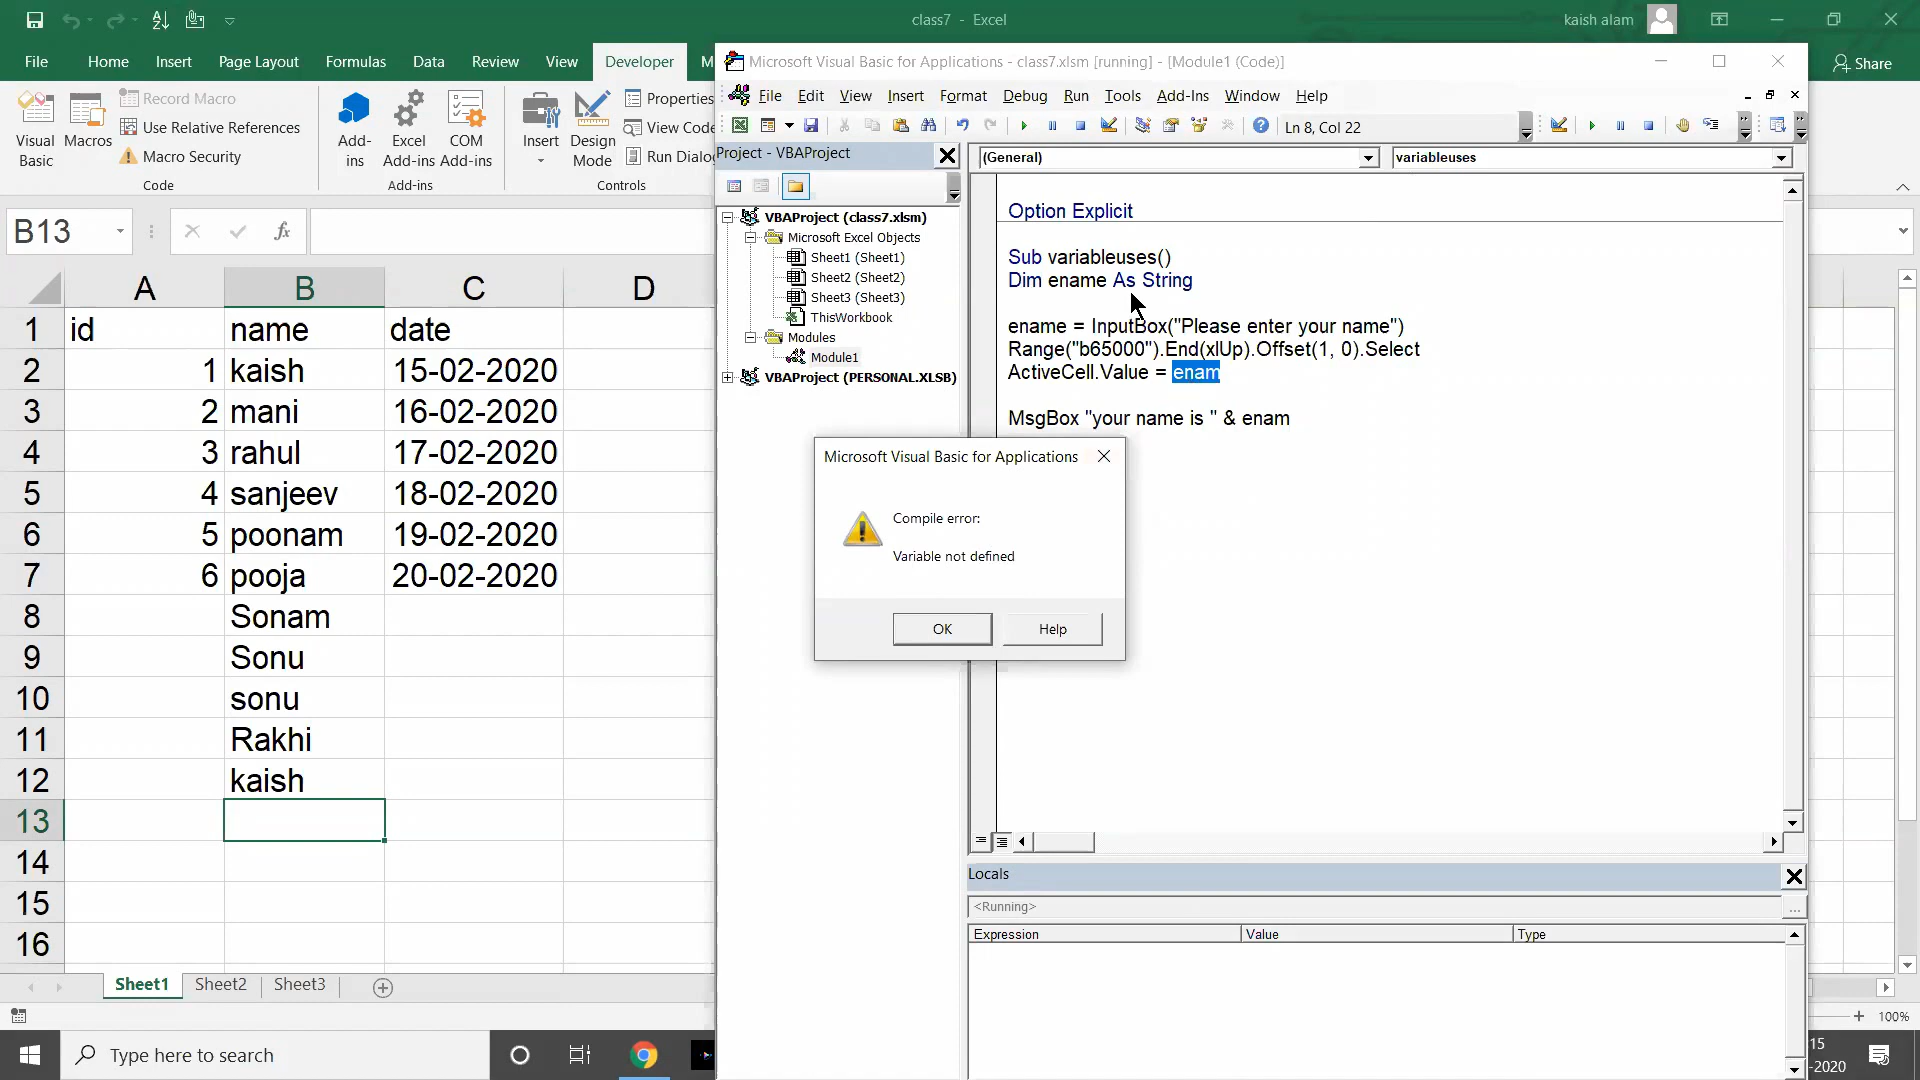 class7 - Excel
kaish alam
File Home Insert Page Layout Formulas Data Review View Developer M
Share
Visual Basic
Macros
Record Macro
Use Relative References
Macro Security
Code
Add-ins
Excel Add-ins
COM Add-ins
Add-ins
Insert
Design Mode
Properties
View Code
Run Dialo
Controls
B13
fx
A B C D
1 id name date
2 1 kaish 15-02-2020
3 2 mani 16-02-2020
4 3 rahul 17-02-2020
5 4 sanjeev 18-02-2020
6 5 poonam 19-02-2020
7 6 pooja 20-02-2020
8 Sonam
9 Sonu
10 sonu
11 Rakhi
12 kaish
13
14
15
16
Sheet1 Sheet2 Sheet3
100%
Type here to search
15
-2020
Microsoft Visual Basic for Applications - class7.xlsm [running] - [Module1 (Code)]
File Edit View Insert Format Debug Run Tools Add-Ins Window Help
Ln 8, Col 22
Project - VBAProject
VBAProject (class7.xlsm)
Microsoft Excel Objects
Sheet1 (Sheet1)
Sheet2 (Sheet2)
Sheet3 (Sheet3)
ThisWorkbook
Modules
Module1
VBAProject (PERSONAL.XLSB)
(General) variableuses
Option Explicit
Sub variableuses()
Dim ename As String
ename = InputBox("Please enter your name")
Range("b65000").End(xlUp).Offset(1, 0).Select
ActiveCell.Value = enam
MsgBox "your name is " & enam
Microsoft Visual Basic for Applications
Compile error:
Variable not defined
OK Help
Locals
<Running>
...
Expression Value Type